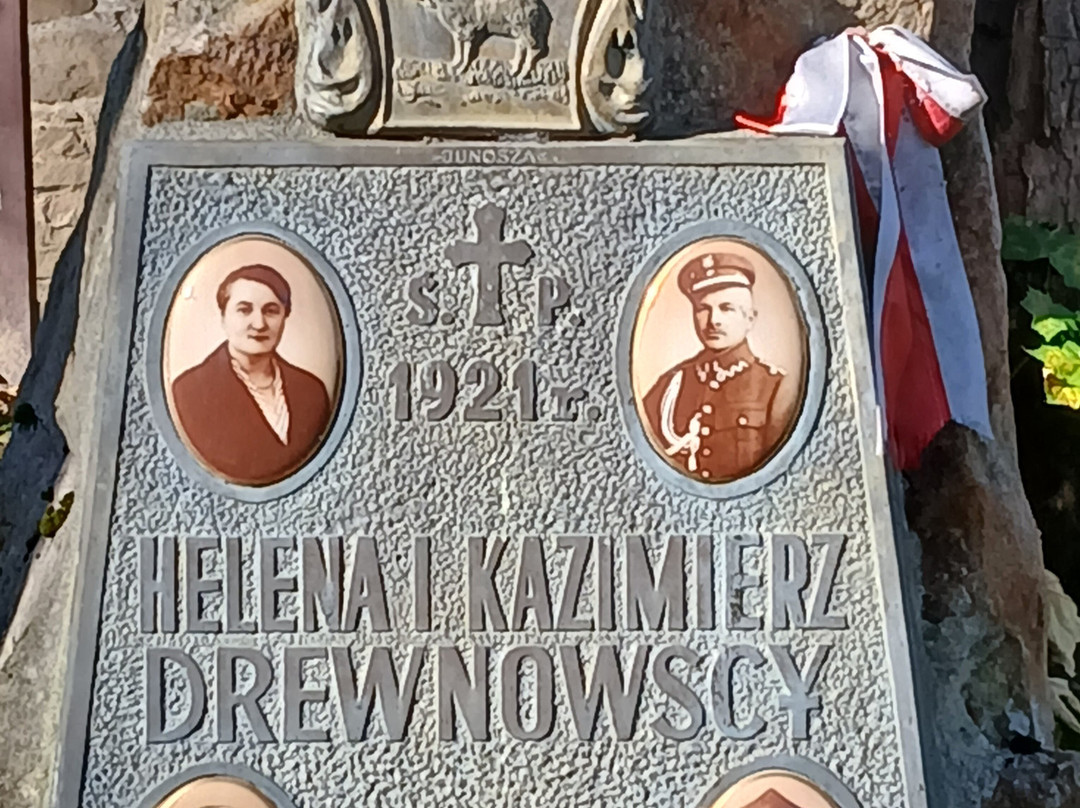 JUNOSZA
Ś. P.
1921 r.
HELENA I KAZIMIERZ
DREWNOWSCY